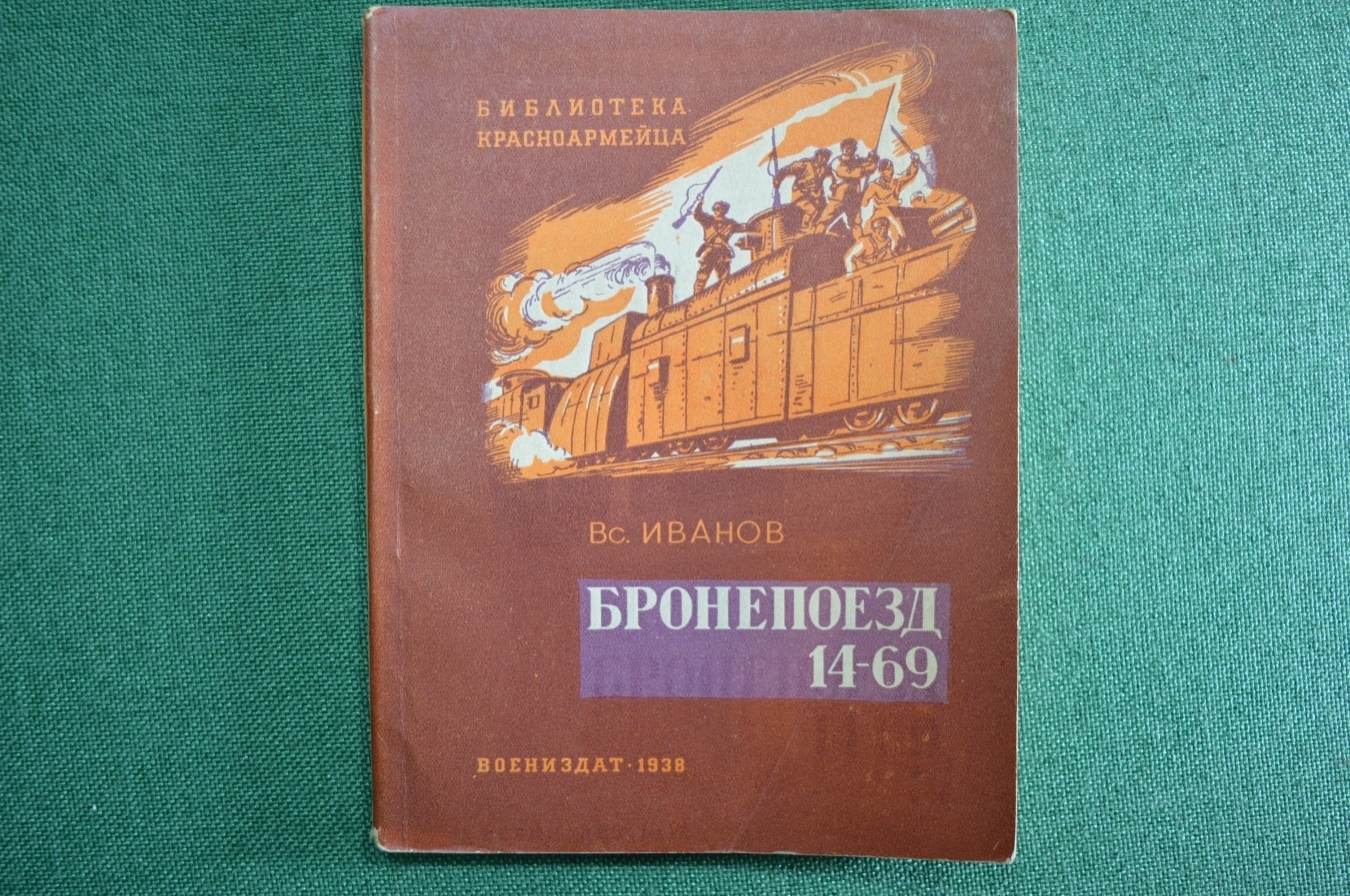 БИБЛИОТЕКА
КРАСНОАРМЕЙЦА
Вс. ИВАНОВ
БРОНЕПОЕЗД
14-69
ВОЕНИЗДАТ · 1938